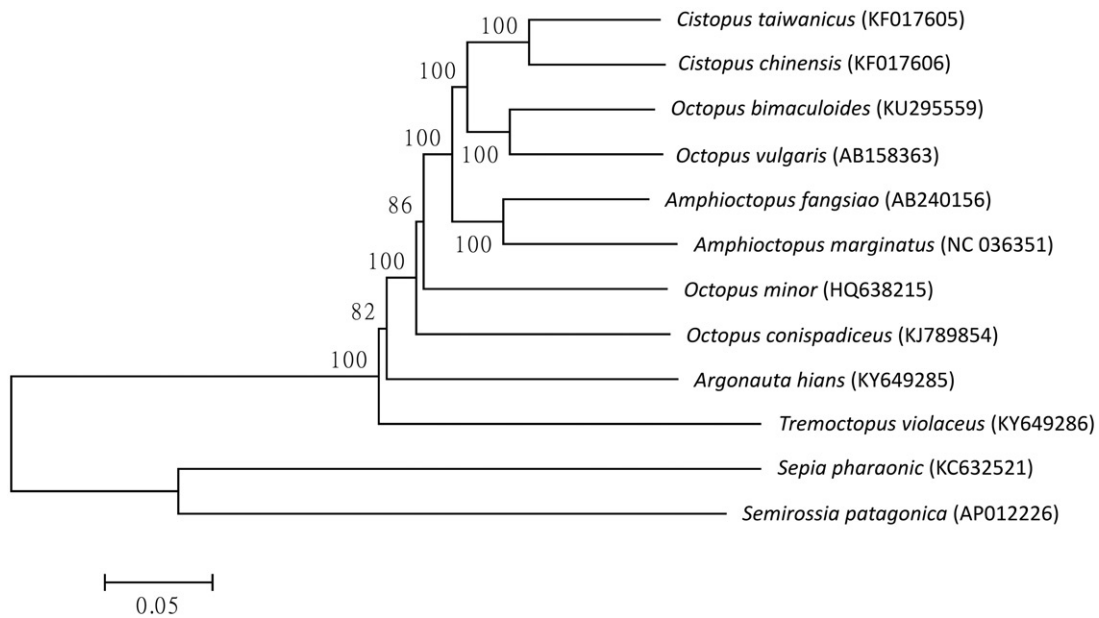 100
Cistopus taiwanicus (KF017605)
100
Cistopus chinensis (KF017606)
Octopus bimaculoides (KU295559)
100
100
Octopus vulgaris (AB158363)
86
Amphioctopus fangsiao (AB240156)
100
Amphioctopus marginatus (NC 036351)
100
Octopus minor (HQ638215)
82
Octopus conispadiceus (KJ789854)
100
Argonauta hians (KY649285)
Tremoctopus violaceus (KY649286)
Sepia pharaonic (KC632521)
Semirossia patagonica (AP012226)
0.05